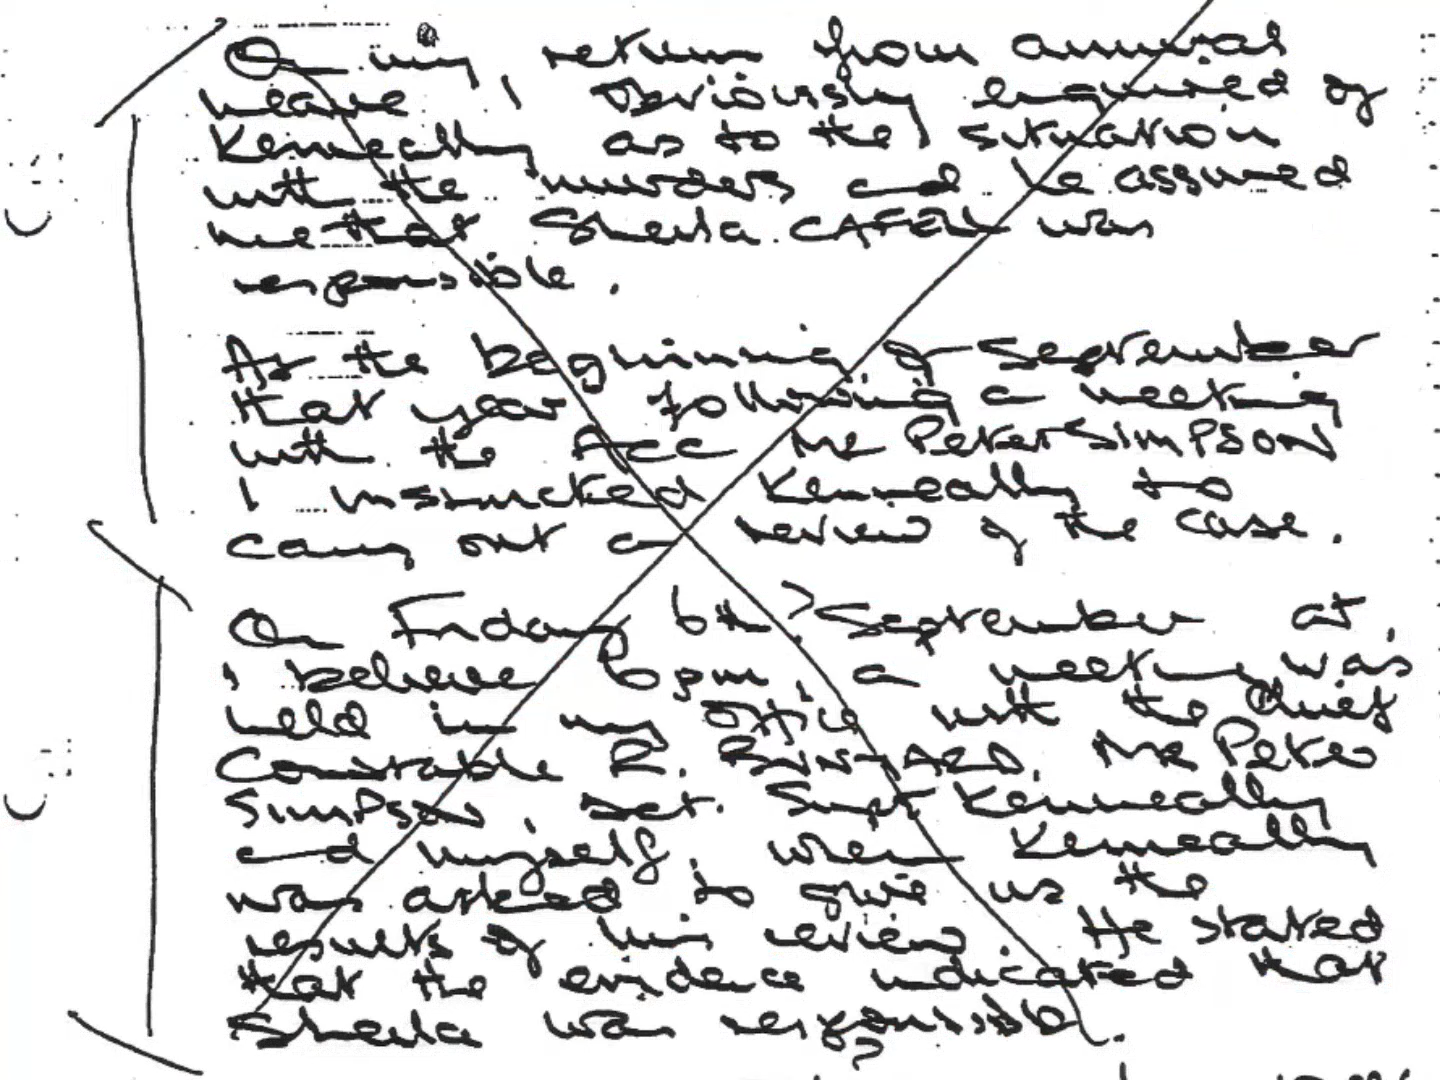 On my return from annual
leave I obviously enquired of
Kenneally as to the situation
with the murders and he assured
me that Sheila CAFELL was
responsible.
At the beginning of September
that year following a meeting
with the ACC Mr Peter SIMPSON
I instructed Kenneally to
carry out a review of the case.
On Friday 6th? September at,
I believe 6pm, a meeting was
held in my office with the Chief
Constable R. BUNYARD, Mr Peter
SIMPSON, Det. Supt Kenneally
and myself, when Kenneally
was asked to give us the
results of his review. He stated
that the evidence indicated that
Sheila was responsible.
?